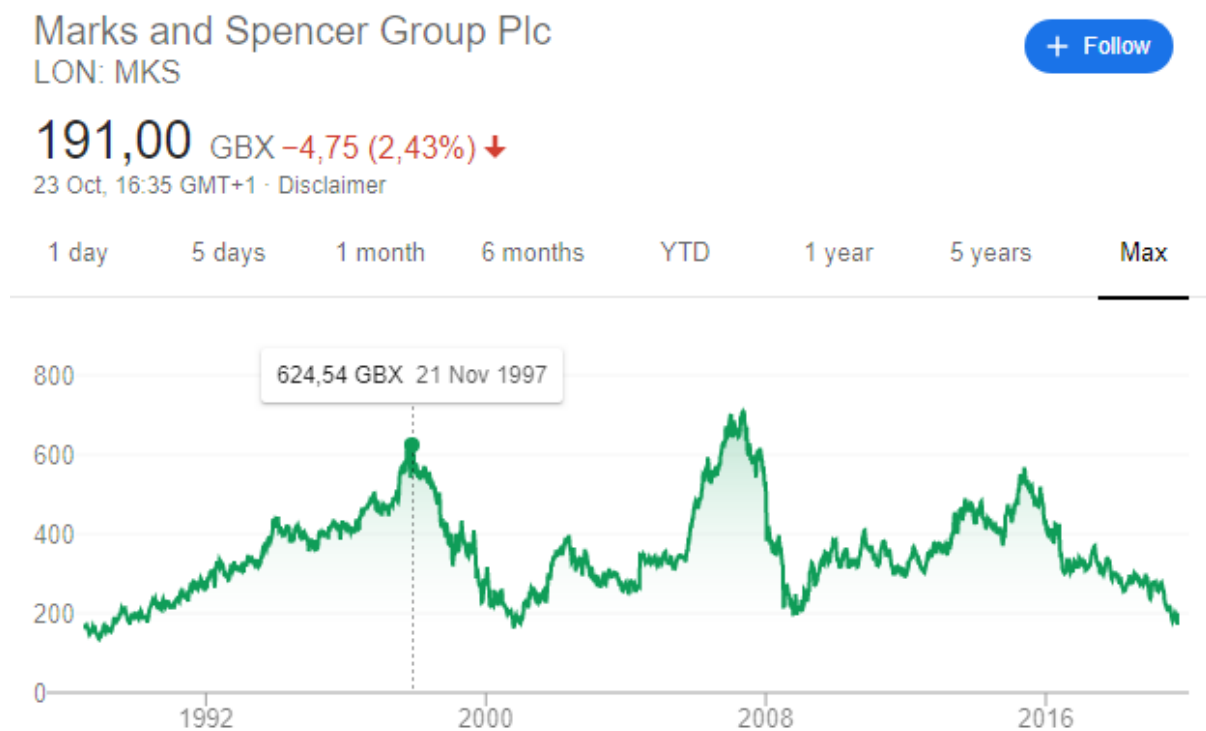 Marks and Spencer Group Plc
+ Follow
LON: MKS
191,00 GBX −4,75 (2,43%) ↓
23 Oct, 16:35 GMT+1 · Disclaimer
1 day 5 days 1 month 6 months YTD 1 year 5 years Max
624,54 GBX 21 Nov 1997
800
600
400
200
0
1992 2000 2008 2016